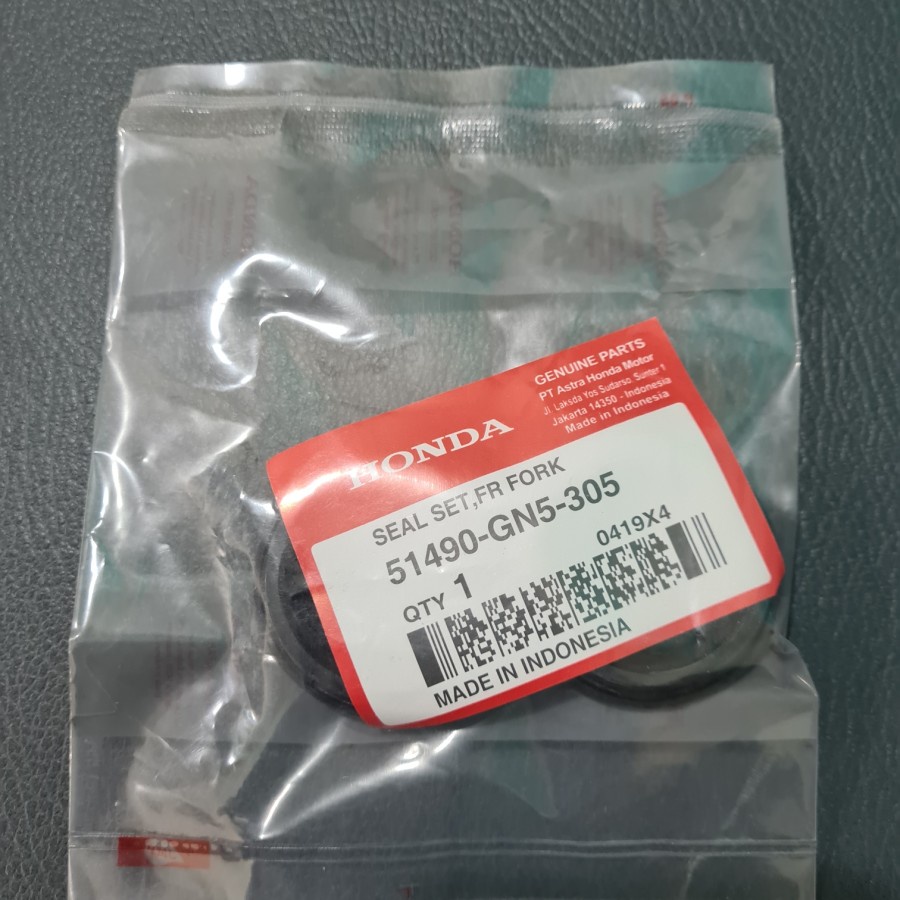 GENUINE PARTS
PT Astra Honda Motor
Jl. Laksda Yos Sudarso, Sunter 1
Jakarta 14350 - Indonesia
Made in Indonesia
HONDA
SEAL SET,FR FORK
51490-GN5-305
0419X4
QTY 1
MADE IN INDONESIA